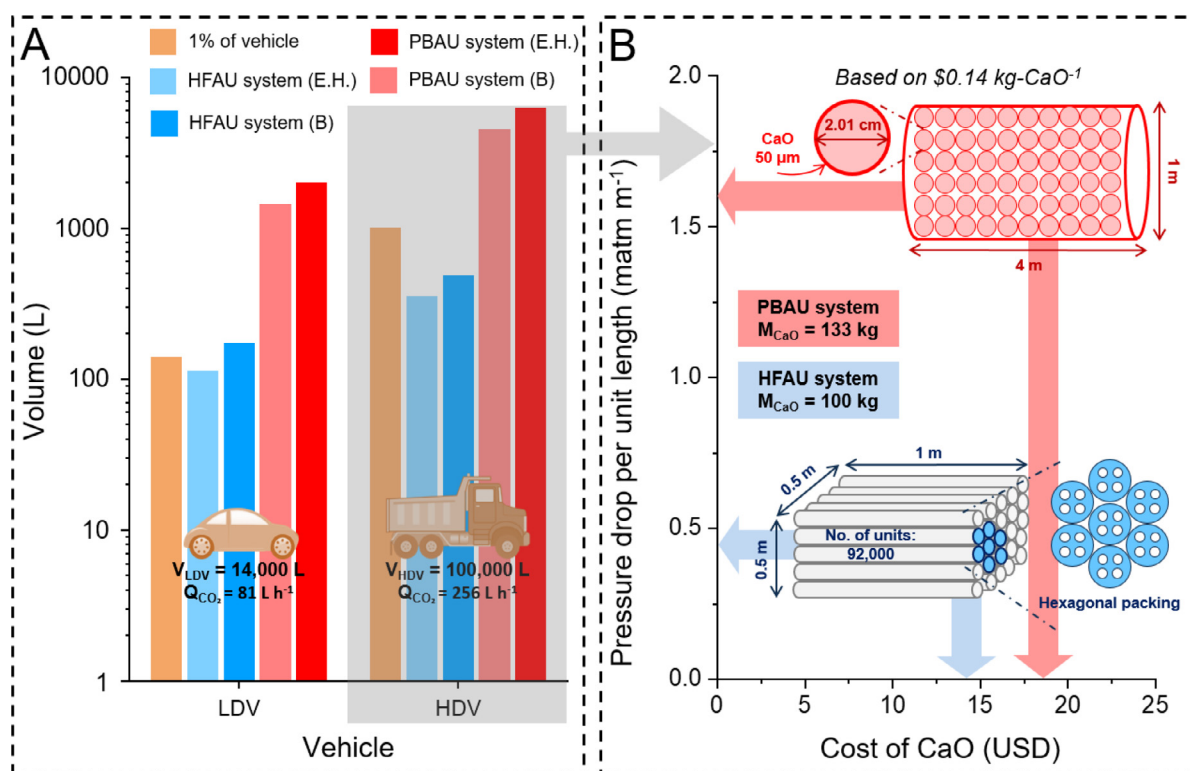 A
1% of vehicle
HFAU system (E.H.)
HFAU system (B)
PBAU system (E.H.)
PBAU system (B)
10000
1000
100
10
1
Volume (L)
V_LDV = 14,000 L
Q_CO₂ = 81 L h⁻¹
V_HDV = 100,000 L
Q_CO₂ = 256 L h⁻¹
LDV
HDV
Vehicle
B
Based on $0.14 kg-CaO⁻¹
2.0
1.5
1.0
0.5
0.0
Pressure drop per unit length (matm m⁻¹)
2.01 cm
CaO
50 μm
1 m
4 m
PBAU system
M_CaO = 133 kg
HFAU system
M_CaO = 100 kg
1 m
0.5 m
0.5 m
No. of units:
92,000
Hexagonal packing
0
5
10
15
20
25
Cost of CaO (USD)